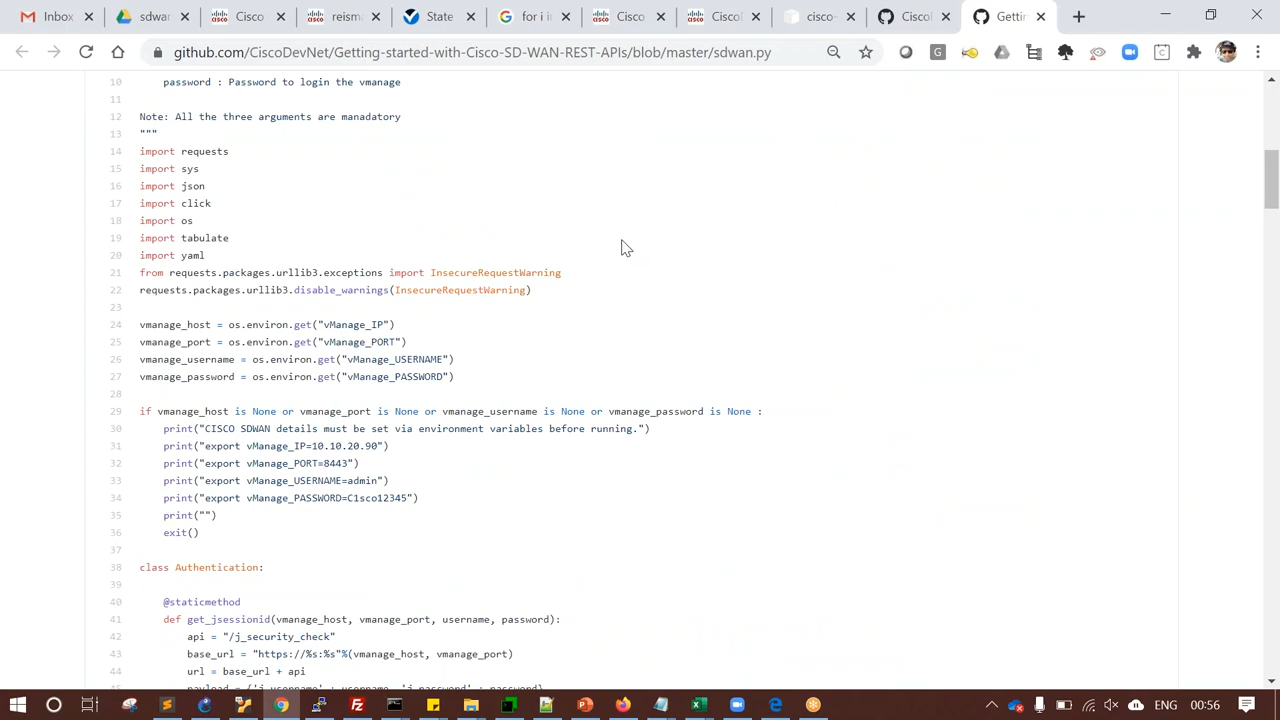 Inbox
sdwan
Cisco
reism
State
for i
Cisco
Cisco
cisco
Cisco
Gettin
github.com/CiscoDevNet/Getting-started-with-Cisco-SD-WAN-REST-APIs/blob/master/sdwan.py
10 password : Password to login the vmanage
11
12 Note: All the three arguments are manadatory
13 """
14 import requests
15 import sys
16 import json
17 import click
18 import os
19 import tabulate
20 import yaml
21 from requests.packages.urllib3.exceptions import InsecureRequestWarning
22 requests.packages.urllib3.disable_warnings(InsecureRequestWarning)
23
24 vmanage_host = os.environ.get("vManage_IP")
25 vmanage_port = os.environ.get("vManage_PORT")
26 vmanage_username = os.environ.get("vManage_USERNAME")
27 vmanage_password = os.environ.get("vManage_PASSWORD")
28
29 if vmanage_host is None or vmanage_port is None or vmanage_username is None or vmanage_password is None :
30 print("CISCO SDWAN details must be set via environment variables before running.")
31 print("export vManage_IP=10.10.20.90")
32 print("export vManage_PORT=8443")
33 print("export vManage_USERNAME=admin")
34 print("export vManage_PASSWORD=C1sco12345")
35 print("")
36 exit()
37
38 class Authentication:
39
40 @staticmethod
41 def get_jsessionid(vmanage_host, vmanage_port, username, password):
42 api = "/j_security_check"
43 base_url = "https://%s:%s"%(vmanage_host, vmanage_port)
44 url = base_url + api
45 payload = {'j_username' : username, 'j_password' : password}
ENG
00:56